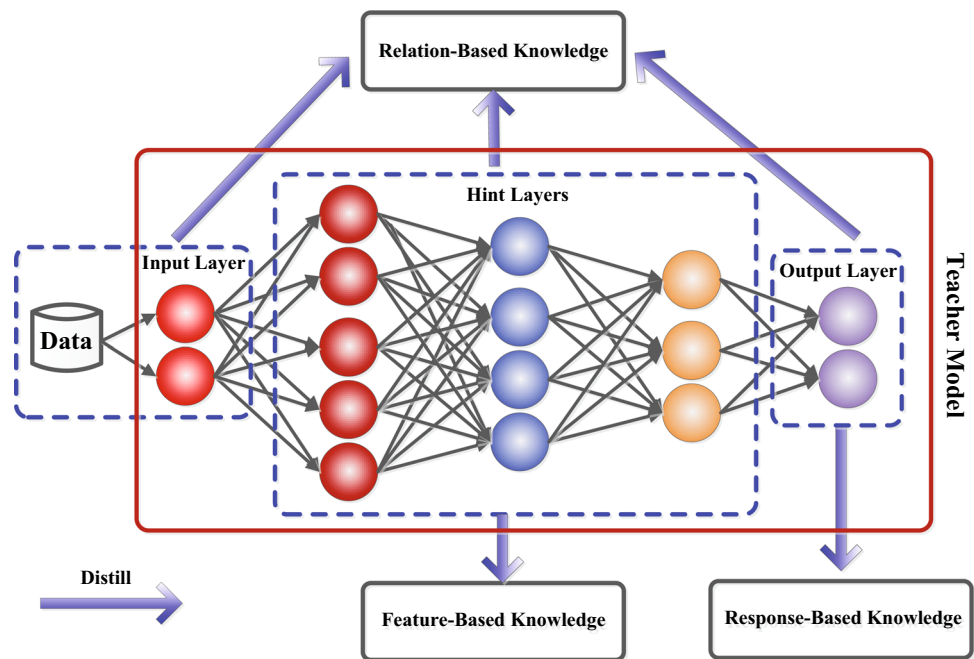 Relation-Based Knowledge
Hint Layers
Input Layer
Output Layer
Data
Teacher Model
Distill
Feature-Based Knowledge
Response-Based Knowledge